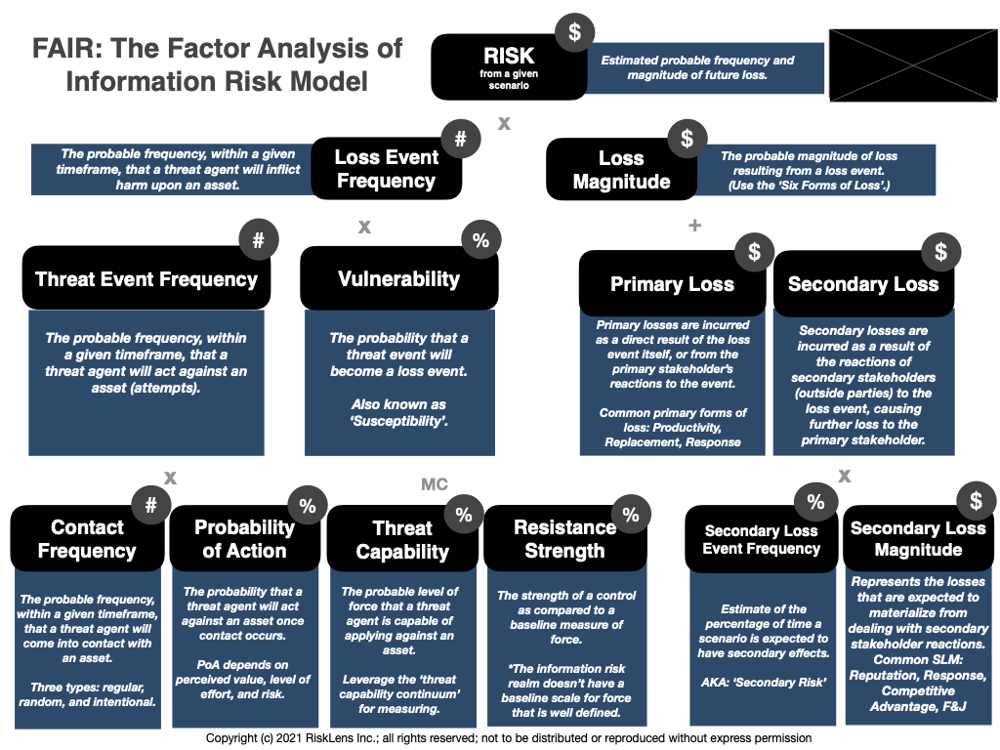 FAIR: The Factor Analysis of
Information Risk Model
RISK
from a given
scenario
$
Estimated probable frequency and
magnitude of future loss.
x
The probable frequency, within a given
timeframe, that a threat agent will inflict
harm upon an asset.
Loss Event
Frequency
#
Loss
Magnitude
$
The probable magnitude of loss
resulting from a loss event.
(Use the ‘Six Forms of Loss’.)
x
+
Threat Event Frequency
#
The probable frequency, within
a given timeframe, that a
threat agent will act against an
asset (attempts).
Vulnerability
%
The probability that a
threat event will
become a loss event.
Also known as
‘Susceptibility’.
Primary Loss
$
Primary losses are incurred
as a direct result of the loss
event itself, or from the
primary stakeholder’s
reactions to the event.
Common primary forms of
loss: Productivity,
Replacement, Response
Secondary Loss
$
Secondary losses are
incurred as a result of
the reactions of
secondary stakeholders
(outside parties) to the
loss event, causing
further loss to the
primary stakeholder.
x
MC
x
Contact
Frequency
#
The probable frequency,
within a given timeframe,
that a threat agent will
come into contact with
an asset.
Three types: regular,
random, and intentional.
Probability
of Action
%
The probability that a
threat agent will act
against an asset once
contact occurs.
PoA depends on
perceived value, level of
effort, and risk.
Threat
Capability
%
The probable level of
force that a threat
agent is capable of
applying against an
asset.
Leverage the ‘threat
capability continuum’
for measuring.
Resistance
Strength
%
The strength of a control
as compared to a
baseline measure of
force.
*The information risk
realm doesn’t have a
baseline scale for force
that is well defined.
Secondary Loss
Event Frequency
%
Estimate of the
percentage of time a
scenario is expected to
have secondary effects.
AKA: ‘Secondary Risk’
Secondary Loss
Magnitude
$
Represents the losses
that are expected to
materialize from
dealing with secondary
stakeholder reactions.
Common SLM:
Reputation, Response,
Competitive
Advantage, F&J
Copyright (c) 2021 RiskLens Inc.; all rights reserved; not to be distributed or reproduced without express permission